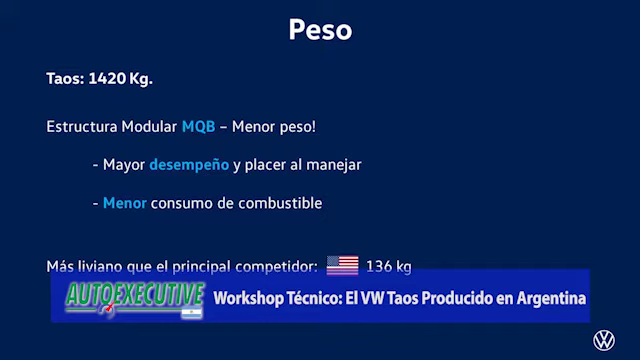 Peso
Taos: 1420 Kg.
Estructura Modular MQB – Menor peso!
- Mayor desempeño y placer al manejar
- Menor consumo de combustible
Más liviano que el principal competidor: 136 kg
AUTOEXECUTIVE
Workshop Técnico: El VW Taos Producido en Argentina